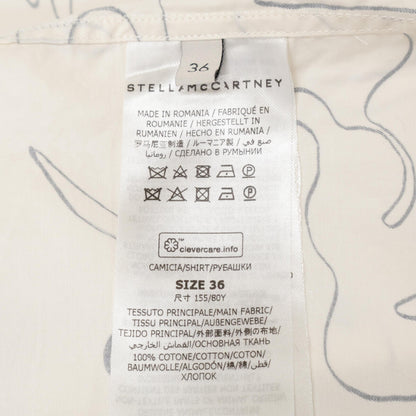 36
STELLA McCARTNEY
MADE IN ROMANIA / FABRIQUÉ EN
ROUMANIE / HERGESTELLT IN
RUMÄNIEN / HECHO EN RUMANIA /
罗马尼亚制造 / ルーマニア製 / صنع في
رومانيا / СДЕЛАНО В РУМЫНИИ
™
clevercare.info
CAMICIA/SHIRT/РУБАШКИ
SIZE 36
尺寸 155/80Y
TESSUTO PRINCIPALE/MAIN FABRIC/
TISSU PRINCIPAL/AUßENGEWEBE/
TEJIDO PRINCIPAL/外部面料/外側の布地/
القماش الخارجي/ОСНОВНАЯ ТКАНЬ
100% COTONE/COTTON/COTON/
BAUMWOLLE/ALGODÓN/棉/綿/قطن/
ХЛОПОК